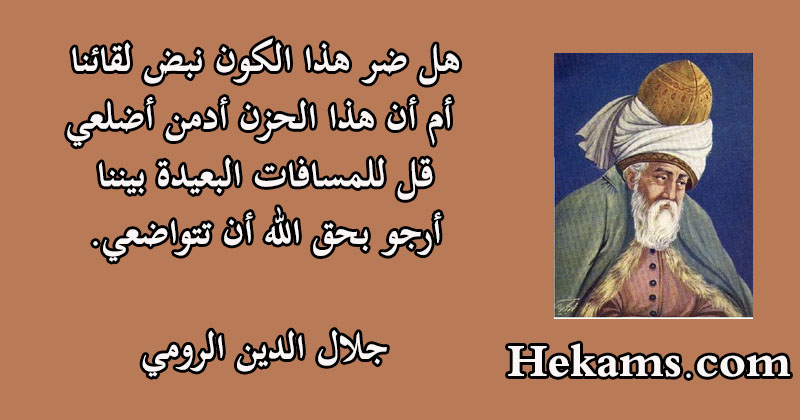 هل ضر هذا الكون نبض لقائنا
أم أن هذا الحزن أدمن أضلعي
قل للمسافات البعيدة بيننا
أرجو بحق الله أن تتواضعي.
جلال الدين الرومي
Hekams.com